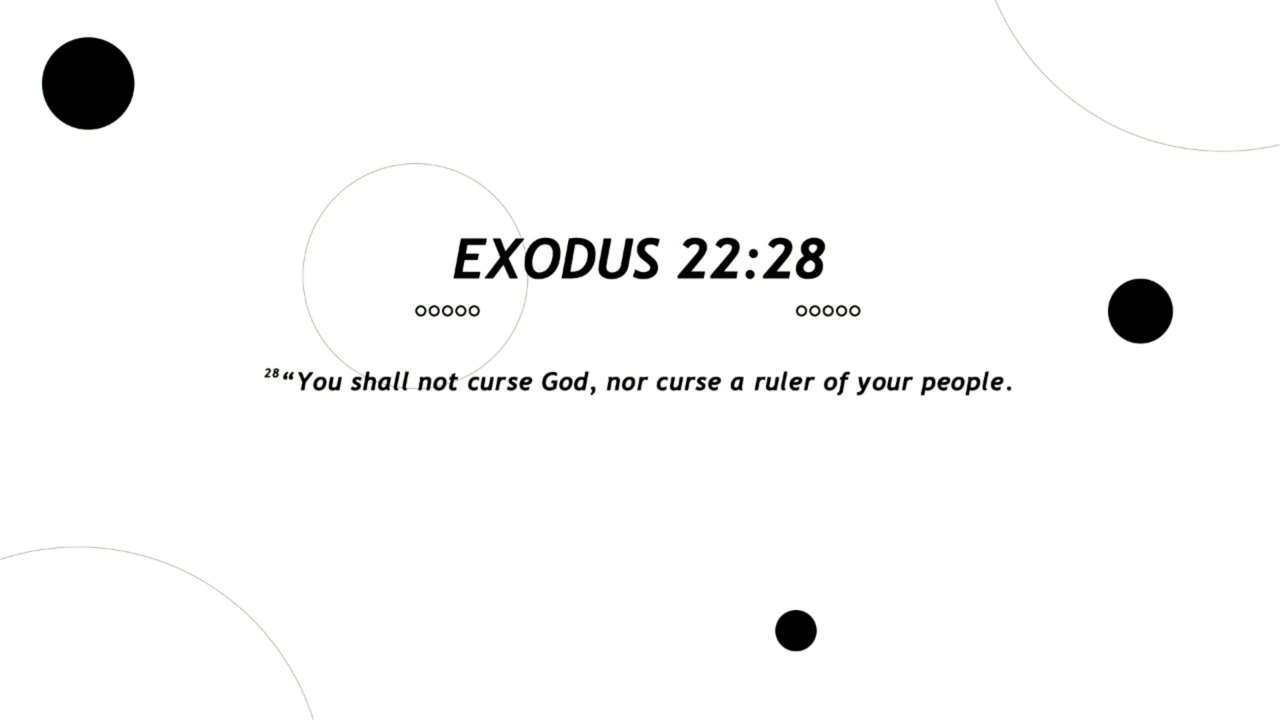 EXODUS 22:28
28“You shall not curse God, nor curse a ruler of your people.